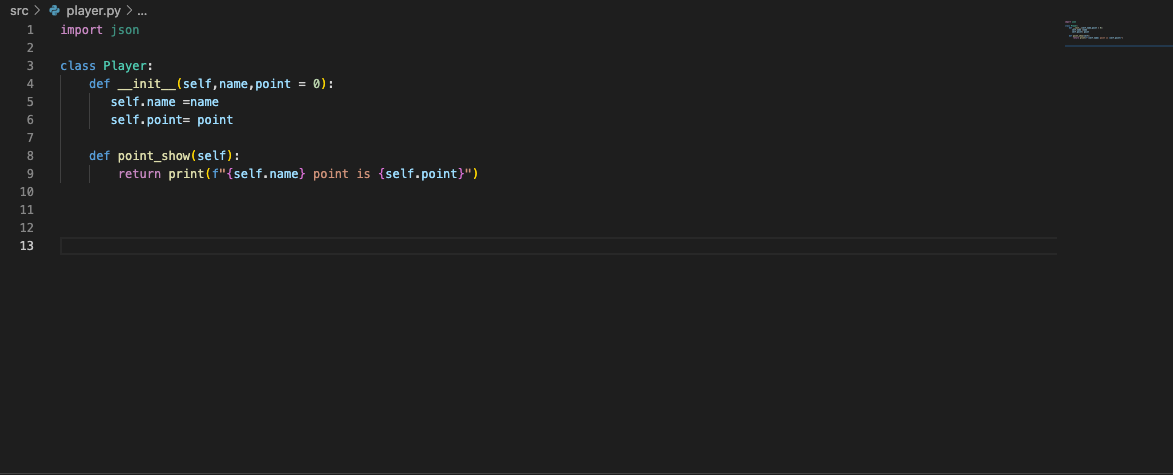 src > player.py > ...
1 import json
2
3 class Player:
4     def __init__(self,name,point = 0):
5        self.name =name
6        self.point= point
7
8     def point_show(self):
9         return print(f"{self.name} point is {self.point}")
10
11
12
13